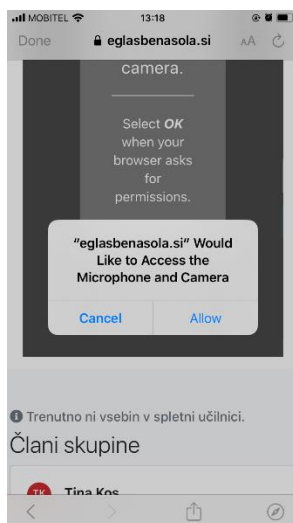 MOBITEL 13:18
Done eglasbenasola.si AA
camera.
Select OK
when your
browser asks
for
permissions.
"eglasbenasola.si" Would
Like to Access the
Microphone and Camera
Cancel Allow
Trenutno ni vsebin v spletni učilnici.
Člani skupine
TK Tina Kos